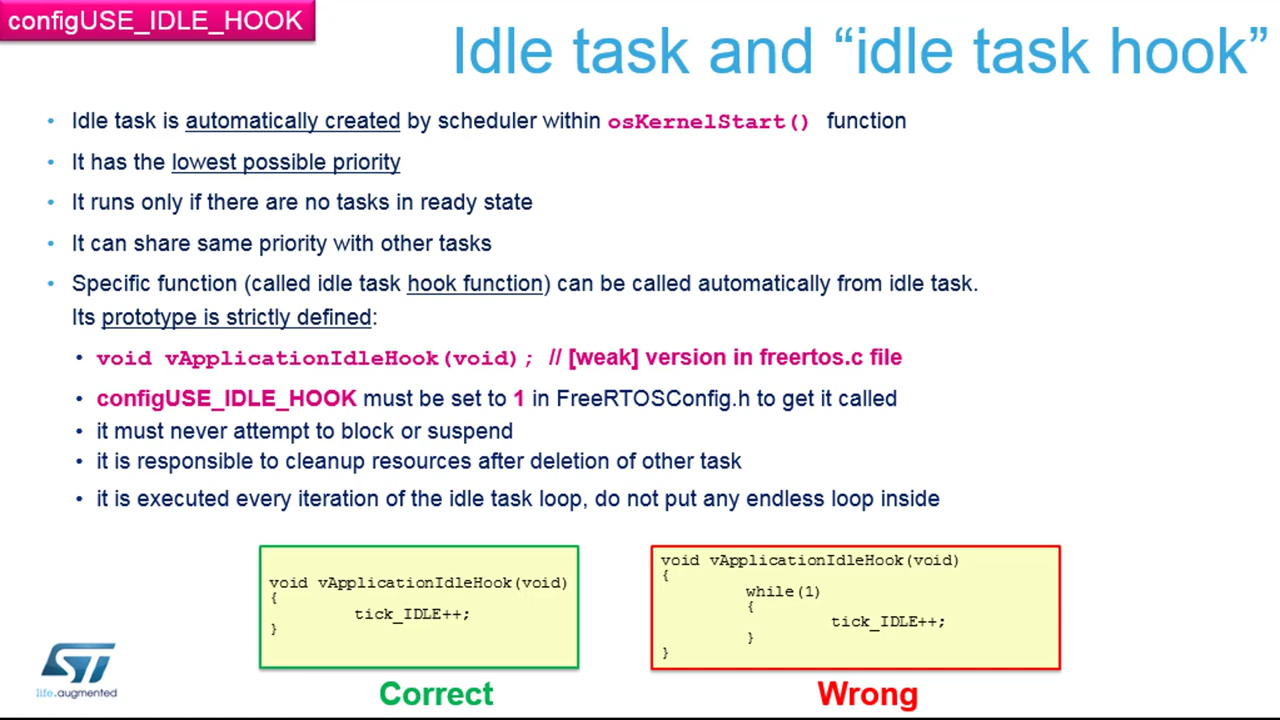 configUSE_IDLE_HOOK
Idle task and “idle task hook”
• Idle task is automatically created by scheduler within osKernelStart() function
• It has the lowest possible priority
• It runs only if there are no tasks in ready state
• It can share same priority with other tasks
• Specific function (called idle task hook function) can be called automatically from idle task.
Its prototype is strictly defined:
• void vApplicationIdleHook(void); // [weak] version in freertos.c file
• configUSE_IDLE_HOOK must be set to 1 in FreeRTOSConfig.h to get it called
• it must never attempt to block or suspend
• it is responsible to cleanup resources after deletion of other task
• it is executed every iteration of the idle task loop, do not put any endless loop inside
void vApplicationIdleHook(void)
{
tick_IDLE++;
}
Correct
void vApplicationIdleHook(void)
{
while(1)
{
tick_IDLE++;
}
}
Wrong
ST
life.augmented